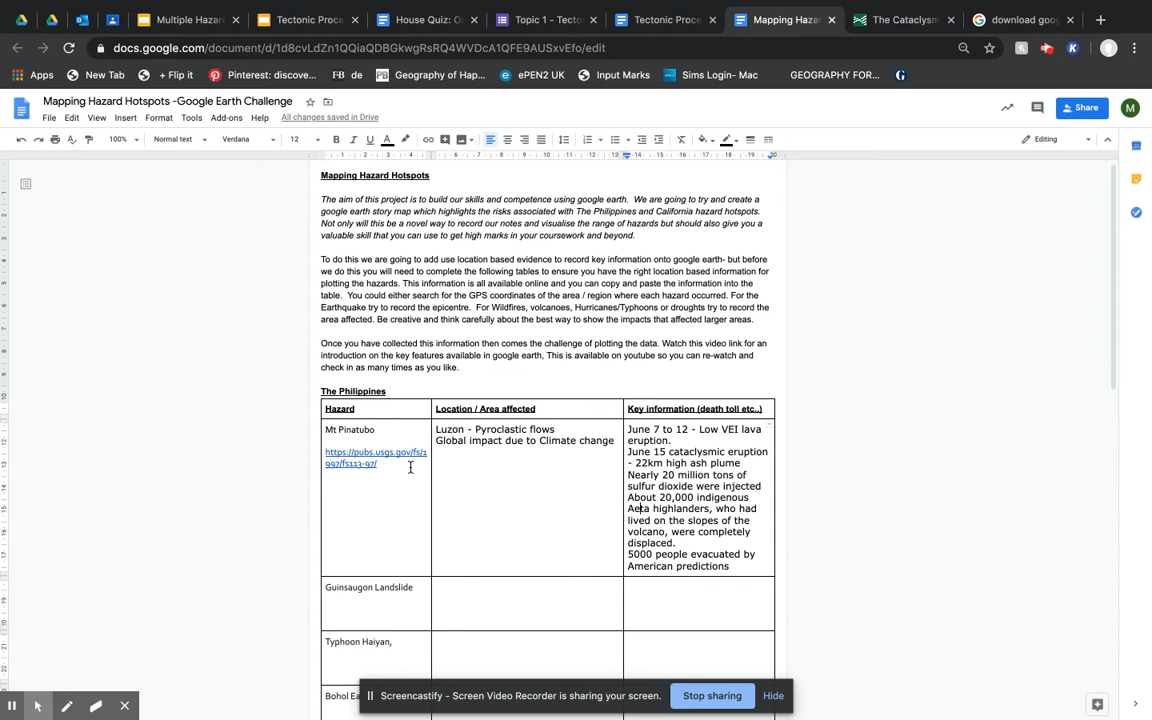 Multiple Hazar
Tectonic Proces
House Quiz: O
Topic 1 - Tecto
Tectonic Proce
Mapping Hazar
The Cataclysm
download goog
docs.google.com/document/d/1d8cvLdZn1QQiaQDBGkwgRsRQ4WVDcA1QFE9AUSxvEfo/edit
Apps
New Tab
+ Flip it
Pinterest: discove...
FB de
PB Geography of Hap...
ePEN2 UK
Input Marks
Sims Login- Mac
GEOGRAPHY FOR...
Mapping Hazard Hotspots -Google Earth Challenge
File Edit View Insert Format Tools Add-ons Help All changes saved in Drive
Share
M
100% Normal text Verdana 12 B I U A
Editing
Mapping Hazard Hotspots
The aim of this project is to build our skills and competence using google earth. We are going to try and create a
google earth story map which highlights the risks associated with The Philippines and California hazard hotspots.
Not only will this be a novel way to record our notes and visualise the range of hazards but should also give you a
valuable skill that you can use to get high marks in your coursework and beyond.
To do this we are going to add use location based evidence to record key information onto google earth- but before
we do this you will need to complete the following tables to ensure you have the right location based information for
plotting the hazards. This information is all available online and you can copy and paste the information into the
table. You could either search for the GPS coordinates of the area / region where each hazard occurred. For the
Earthquake try to record the epicentre. For Wildfires, volcanoes, Hurricanes/Typhoons or droughts try to record the
area affected. Be creative and think carefully about the best way to show the impacts that affected larger areas.
Once you have collected this information then comes the challenge of plotting the data. Watch this video link for an
introduction on the key features available in google earth, This is available on youtube so you can re-watch and
check in as many times as you like.
The Philippines
Hazard
Location / Area affected
Key information (death toll etc..)
Mt Pinatubo
https://pubs.usgs.gov/fs/1
997/fs113-97/
Luzon - Pyroclastic flows
Global impact due to Climate change
June 7 to 12 - Low VEI lava
eruption.
June 15 cataclysmic eruption
- 22km high ash plume
Nearly 20 million tons of
sulfur dioxide were injected
About 20,000 indigenous
Aeta highlanders, who had
lived on the slopes of the
volcano, were completely
displaced.
5000 people evacuated by
American predictions
Guinsaugon Landslide
Typhoon Haiyan,
Bohol Ea
Screencastify - Screen Video Recorder is sharing your screen.
Stop sharing
Hide